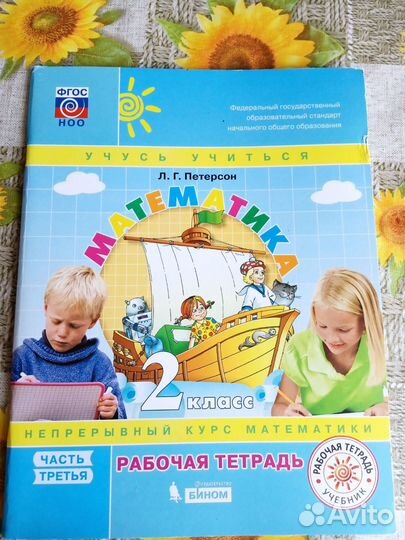 ФГОС
НОО
Федеральный государственный
образовательный стандарт
начального общего образования
УЧУСЬ УЧИТЬСЯ
Л. Г. Петерсон
МАТЕМАТИКА
2 класс
НЕПРЕРЫВНЫЙ КУРС МАТЕМАТИКИ
ЧАСТЬ
ТРЕТЬЯ
РАБОЧАЯ ТЕТРАДЬ
Издательство
БИНОМ
РАБОЧАЯ ТЕТРАДЬ
УЧЕБНИК
Avito